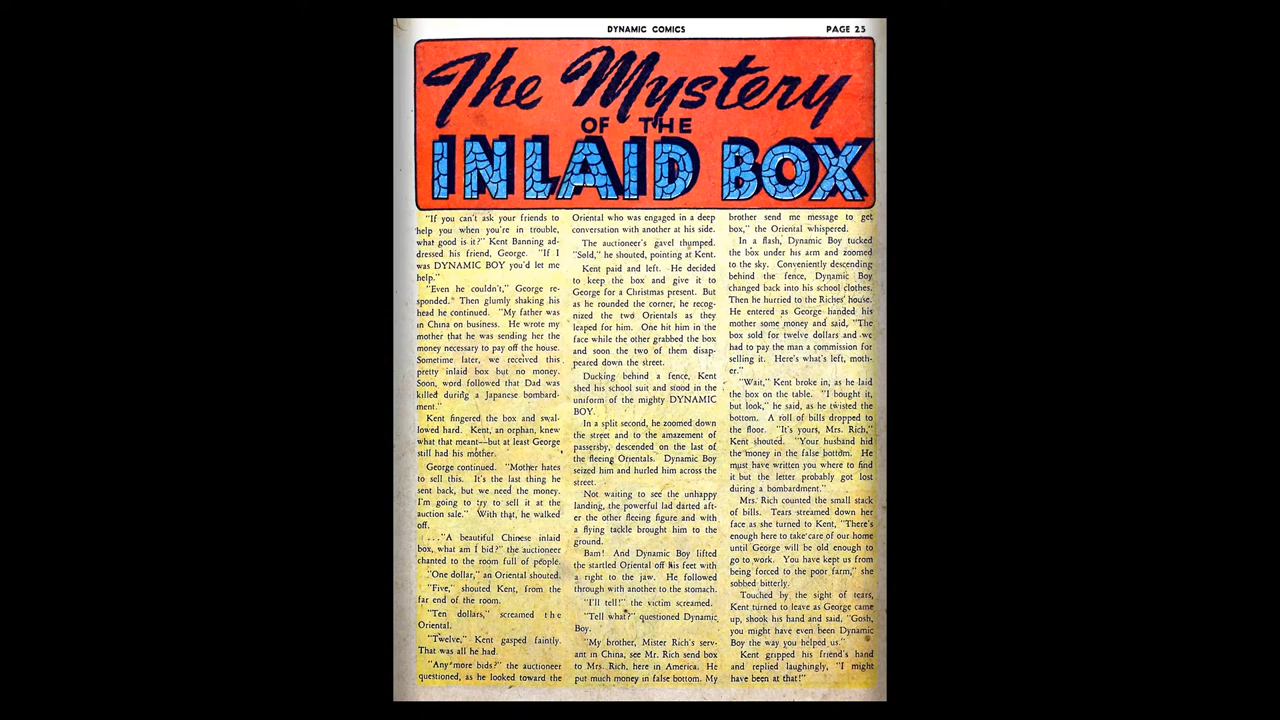 DYNAMIC COMICS
PAGE 25
The Mystery
OF THE
INLAID BOX
"If you can't ask your friends to
help you when you're in trouble,
what good is it?" Kent Banning ad-
dressed his friend, George. "If I
was DYNAMIC BOY you'd let me
help."
"Even he couldn't," George re-
sponded. Then glumly shaking his
head he continued. "My father was
in China on business. He wrote my
mother that he was sending her the
money necessary to pay off the house.
Sometime later, we received this
pretty inlaid box but no money.
Soon, word followed that Dad was
killed during a Japanese bombard-
ment."
Kent fingered the box and swal-
lowed hard. Kent, an orphan, knew
what that meant—but at least George
still had his mother.
George continued. "Mother hates
to sell this. It's the last thing he
sent back, but we need the money.
I'm going to try to sell it at the
auction sale." With that, he walked
off.
..."A beautiful Chinese inlaid
box, what am I bid?" the auctioneer
chanted to the room full of people.
"One dollar," an Oriental shouted.
"Five," shouted Kent, from the
far end of the room.
"Ten dollars," screamed the
Oriental.
"Twelve," Kent gasped faintly.
That was all he had.
"Any more bids?" the auctioneer
questioned, as he looked toward the
Oriental who was engaged in a deep
conversation with another at his side.
The auctioneer's gavel thumped.
"Sold," he shouted, pointing at Kent.
Kent paid and left. He decided
to keep the box and give it to
George for a Christmas present. But
as he rounded the corner, he recog-
nized the two Orientals as they
leaped for him. One hit him in the
face while the other grabbed the box
and soon the two of them disap-
peared down the street.
Ducking behind a fence, Kent
shed his school suit and stood in the
uniform of the mighty DYNAMIC
BOY.
In a split second, he zoomed down
the street and to the amazement of
passersby, descended on the last of
the fleeing Orientals. Dynamic Boy
seized him and hurled him across the
street.
Not waiting to see the unhappy
landing, the powerful lad darted aft-
er the other fleeing figure and with
a flying tackle brought him to the
ground.
Bam! And Dynamic Boy lifted
the startled Oriental off his feet with
a right to the jaw. He followed
through with another to the stomach.
"I'll tell!" the victim screamed.
"Tell what?" questioned Dynamic
Boy.
"My brother, Mister Rich's serv-
ant in China, see Mr. Rich send box
to Mrs. Rich, here in America. He
put much money in false bottom. My
brother send me message to get
box," the Oriental whispered.
In a flash, Dynamic Boy tucked
the box under his arm and zoomed
to the sky. Conveniently descending
behind the fence, Dynamic Boy
changed back into his school clothes.
Then he hurried to the Riches' house.
He entered as George handed his
mother some money and said, "The
box sold for twelve dollars and we
had to pay the man a commission for
selling it. Here's what's left, moth-
er."
"Wait," Kent broke in, as he laid
the box on the table. "I bought it,
but look," he said, as he twisted the
bottom. A roll of bills dropped to
the floor. "It's yours, Mrs. Rich,"
Kent shouted. "Your husband hid
the money in the false bottom. He
must have written you where to find
it but the letter probably got lost
during a bombardment."
Mrs. Rich counted the small stack
of bills. Tears streamed down her
face as she turned to Kent, "There's
enough here to take care of our home
until George will be old enough to
go to work. You have kept us from
being forced to the poor farm," she
sobbed bitterly.
Touched by the sight of tears,
Kent turned to leave as George came
up, shook his hand and said, "Gosh,
you might have even been Dynamic
Boy the way you helped us."
Kent gripped his friend's hand
and replied laughingly, "I might
have been at that!"